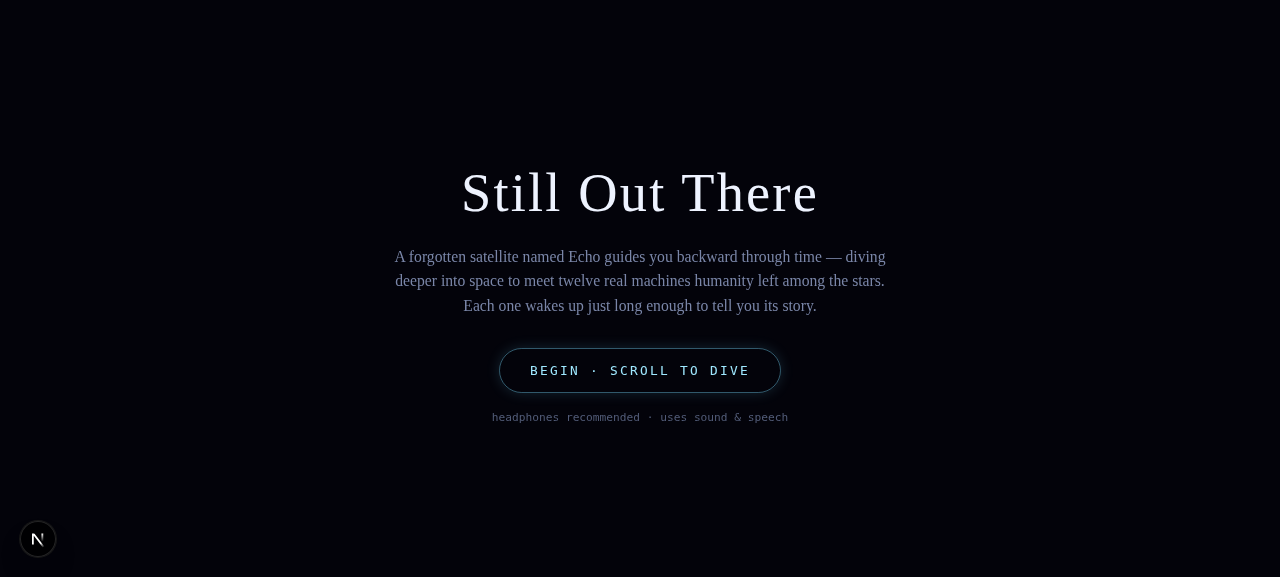 Still Out There
A forgotten satellite named Echo guides you backward through time — diving
deeper into space to meet twelve real machines humanity left among the stars.
Each one wakes up just long enough to tell you its story.
BEGIN · SCROLL TO DIVE
headphones recommended · uses sound & speech
N